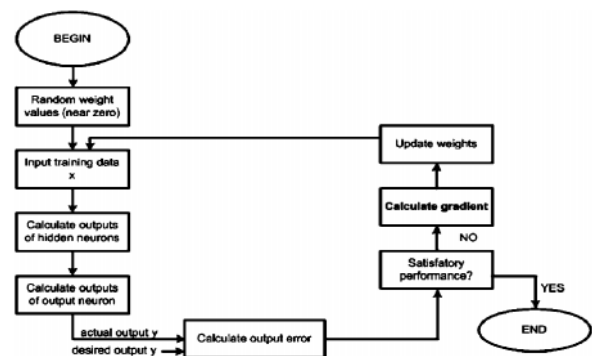 BEGIN
Random weight
values (near zero)
Input training data
x
Calculate outputs
of hidden neurons
Calculate outputs
of output neuron
actual output y
desired output y
Calculate output error
Satisfactory
performance?
NO
YES
Calculate gradient
Update weights
END